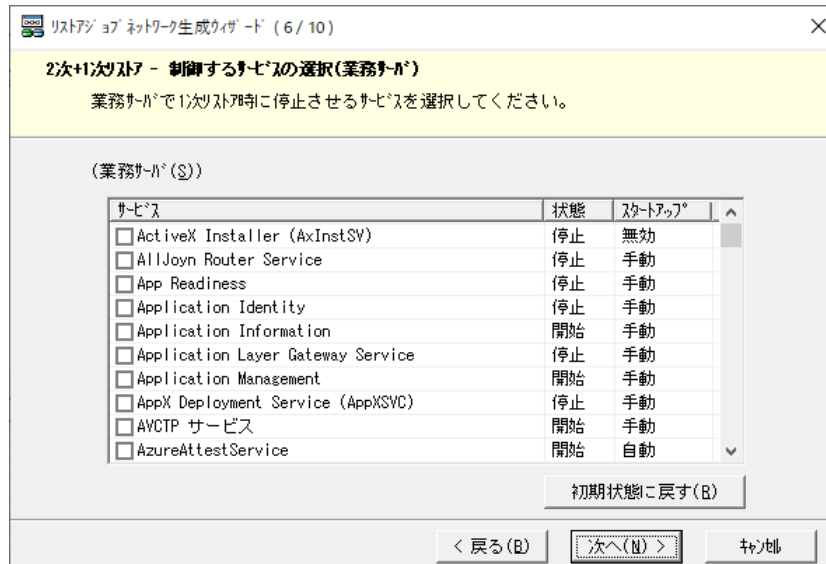 ﾘｽﾄｱｼﾞｮﾌﾞﾈｯﾄﾜｰｸ生成ｳｨｻﾞｰﾄﾞ (6/10)
2次+1次ﾘｽﾄｱ - 制御するｻｰﾋﾞｽの選択(業務ｻｰﾊﾞ)
業務ｻｰﾊﾞで1次ﾘｽﾄｱ時に停止させるｻｰﾋﾞｽを選択してください。
(業務ｻｰﾊﾞ(S))
ｻｰﾋﾞｽ 状態 ｽﾀｰﾄｱｯﾌﾟ
ActiveX Installer (AxInstSV) 停止 無効
AllJoyn Router Service 停止 手動
App Readiness 停止 手動
Application Identity 停止 手動
Application Information 開始 手動
Application Layer Gateway Service 停止 手動
Application Management 開始 手動
AppX Deployment Service (AppXSVC) 停止 手動
AVCTP サービス 開始 手動
AzureAttestService 開始 自動
初期状態に戻す(R)
< 戻る(B) 次へ(N) > ｷｬﾝｾﾙ